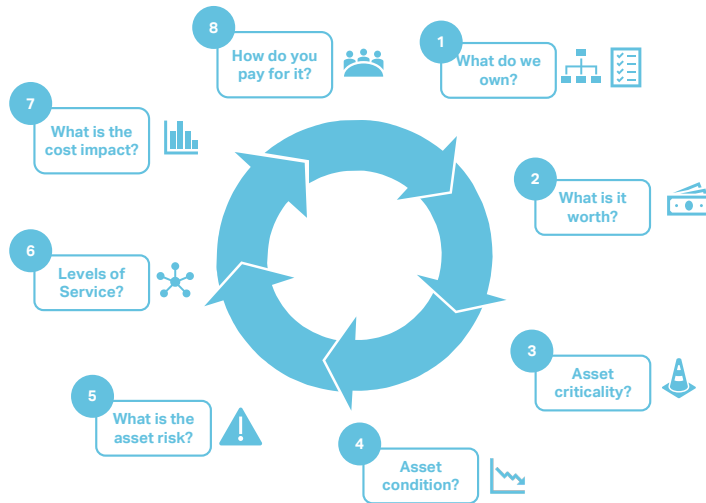 1
What do we
own?
2
What is it
worth?
3
Asset
criticality?
4
Asset
condition?
5
What is the
asset risk?
6
Levels of
Service?
7
What is the
cost impact?
8
How do you
pay for it?